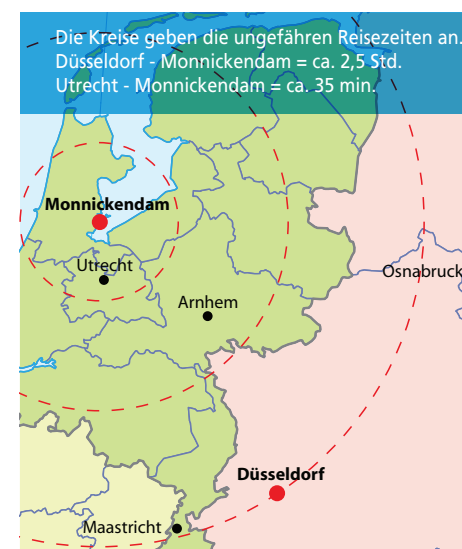 Die Kreise geben die ungefähren Reisezeiten an.
Düsseldorf - Monnickendam = ca. 2,5 Std.
Utrecht - Monnickendam = ca. 35 min.
Monnickendam
Utrecht
Osnabruck
Arnhem
Düsseldorf
Maastricht